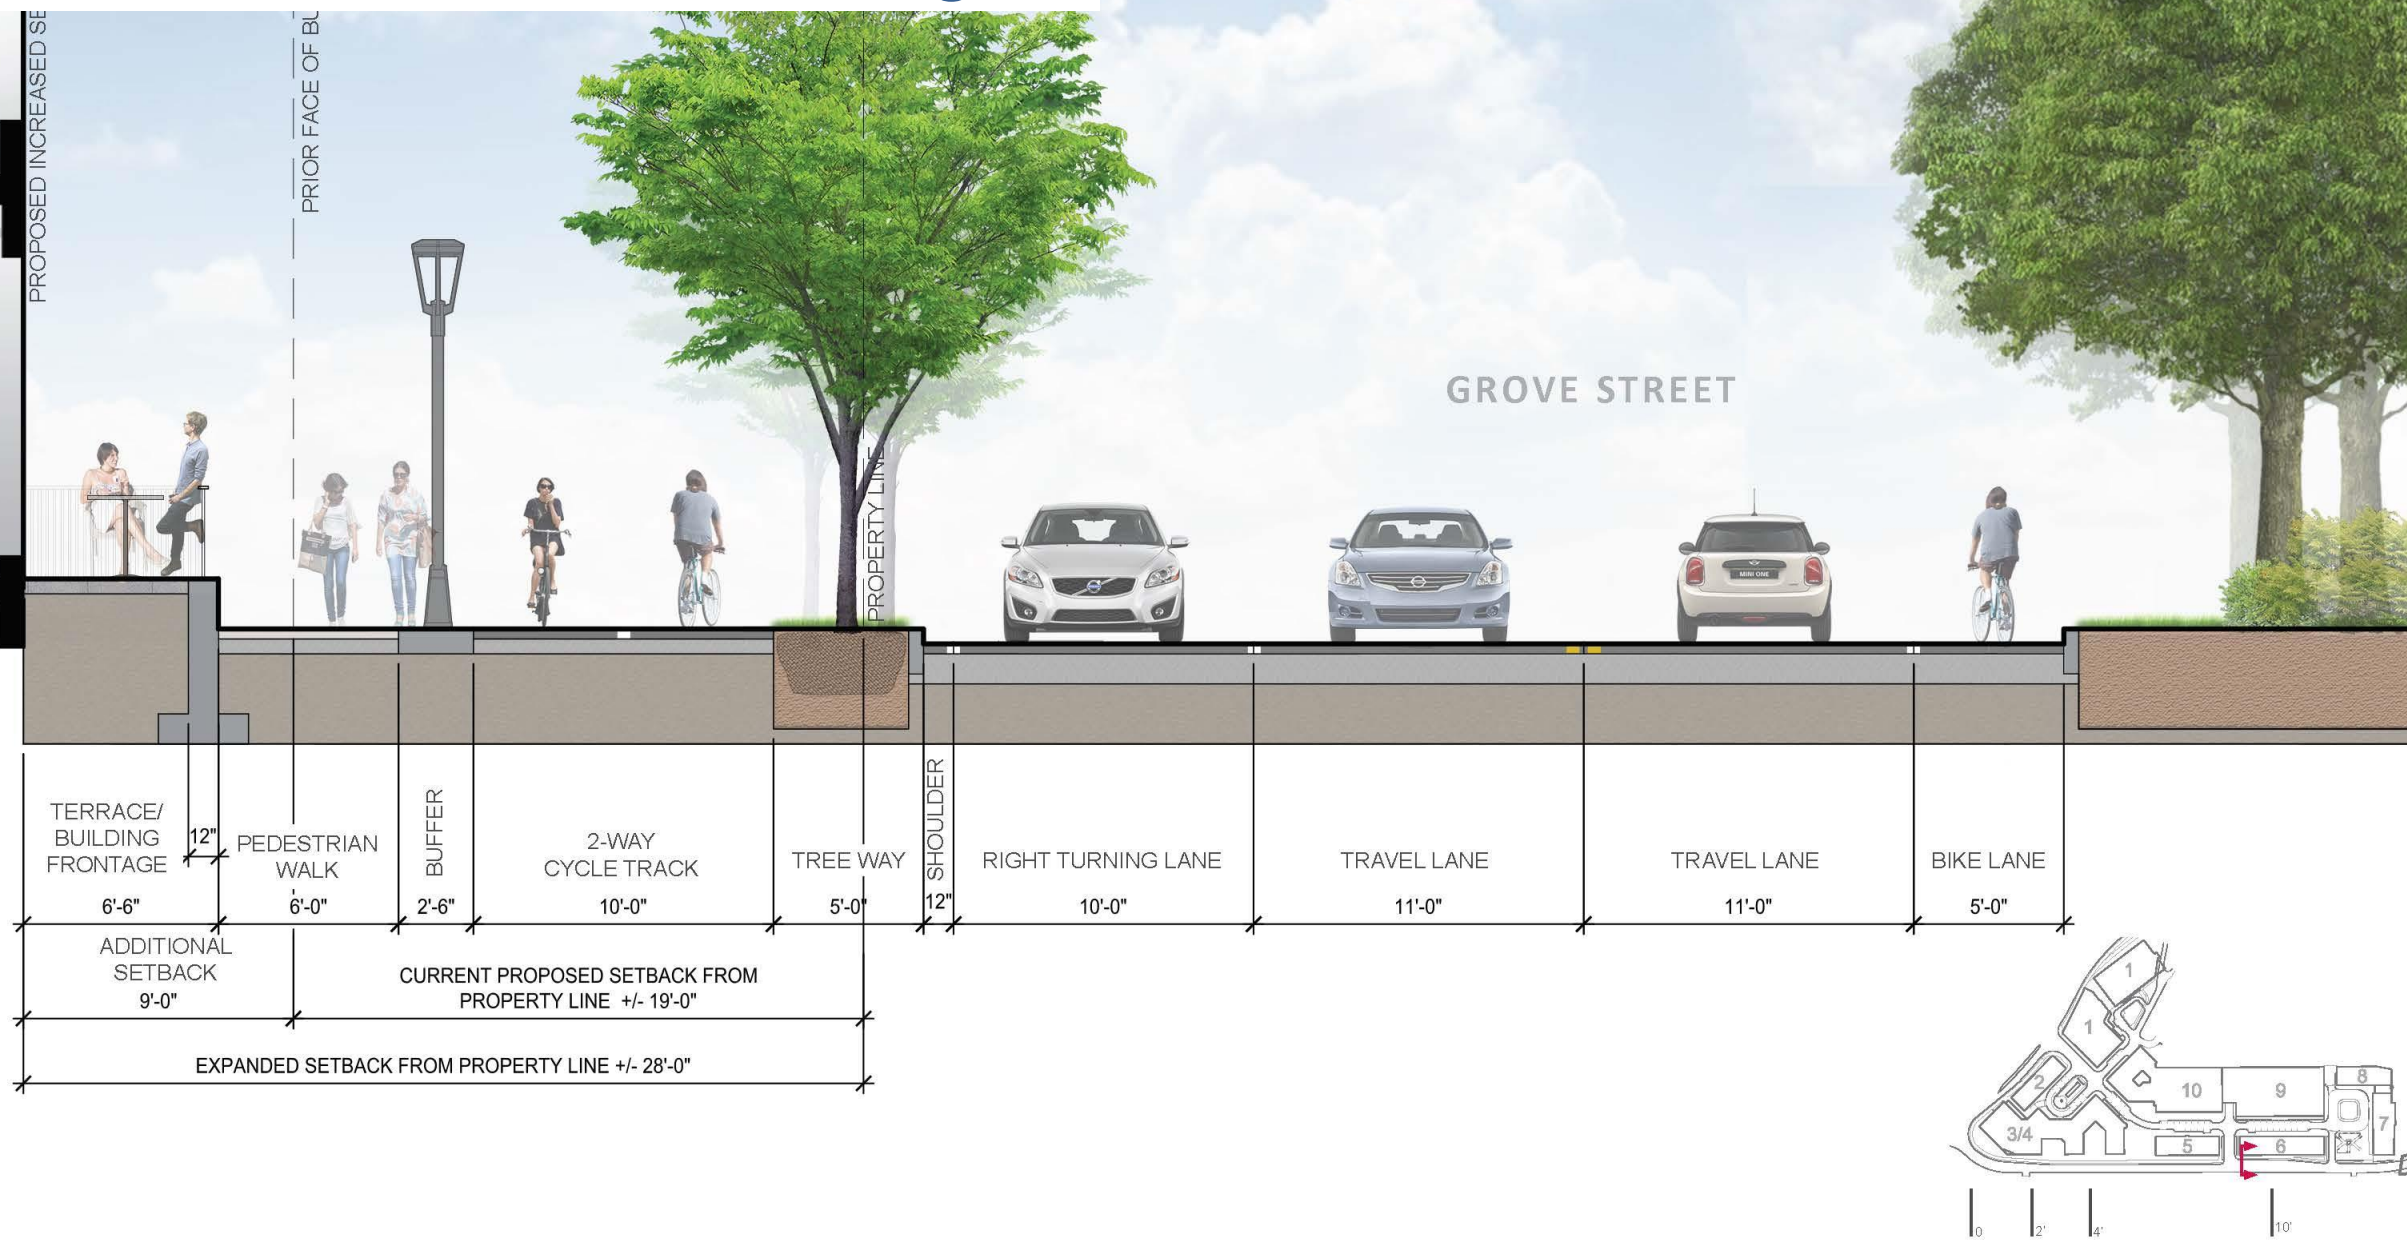 PROPOSED INCREASED SE
PRIOR FACE OF BU
PROPERTY LINE
GROVE STREET
MINI ONE
TERRACE/
BUILDING
FRONTAGE
12"
6'-6"
PEDESTRIAN
WALK
6'-0"
BUFFER
2'-6"
2-WAY
CYCLE TRACK
10'-0"
TREE WAY
5'-0"
SHOULDER
12"
RIGHT TURNING LANE
10'-0"
TRAVEL LANE
11'-0"
TRAVEL LANE
11'-0"
BIKE LANE
5'-0"
ADDITIONAL
SETBACK
9'-0"
CURRENT PROPOSED SETBACK FROM
PROPERTY LINE +/- 19'-0"
EXPANDED SETBACK FROM PROPERTY LINE +/- 28'-0"
1
1
2
3/4
10
9
8
7
5
6
0
2'
4'
10'